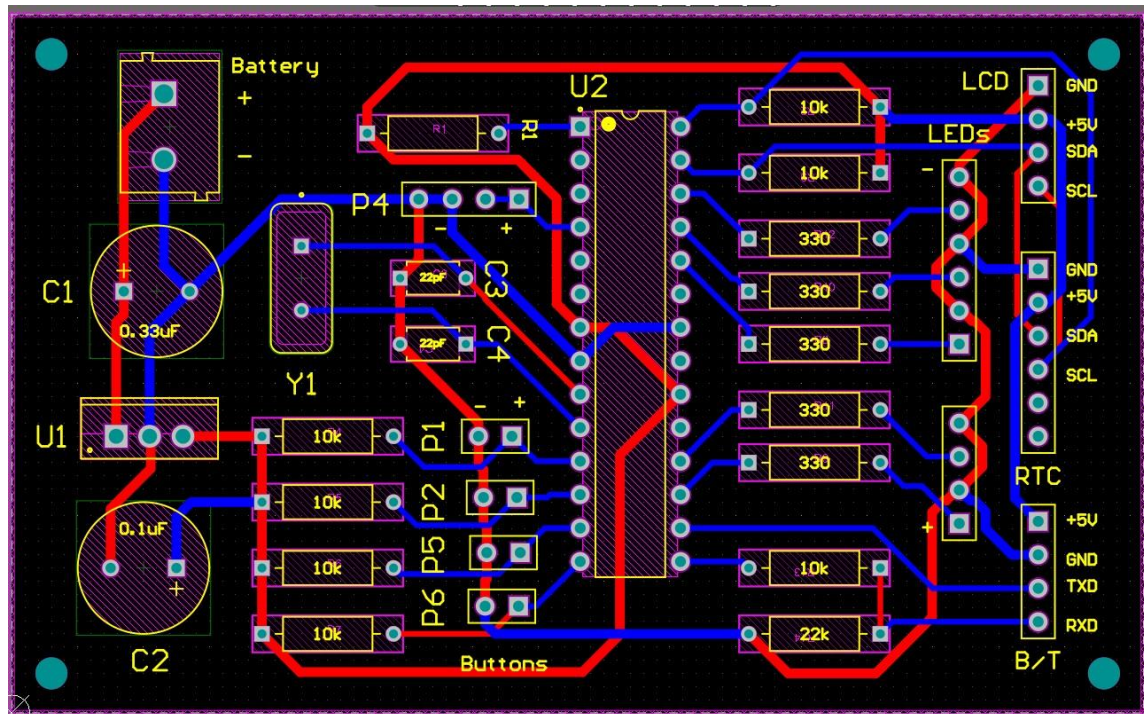 Battery
+
-
U2
R1
R1
10k
LCD
GND
+5V
SDA
SCL
LEDs
-
10k
P4
-
+
330
C1
+
0.33uF
22pF
C3
330
GND
+5V
SDA
SCL
22pF
C4
330
Y1
-
+
U1
10k
P1
330
330
RTC
10k
P2
+
+5V
GND
TXD
RXD
0.1uF
+
10k
P5
10k
10k
P6
22k
C2
Buttons
B/T